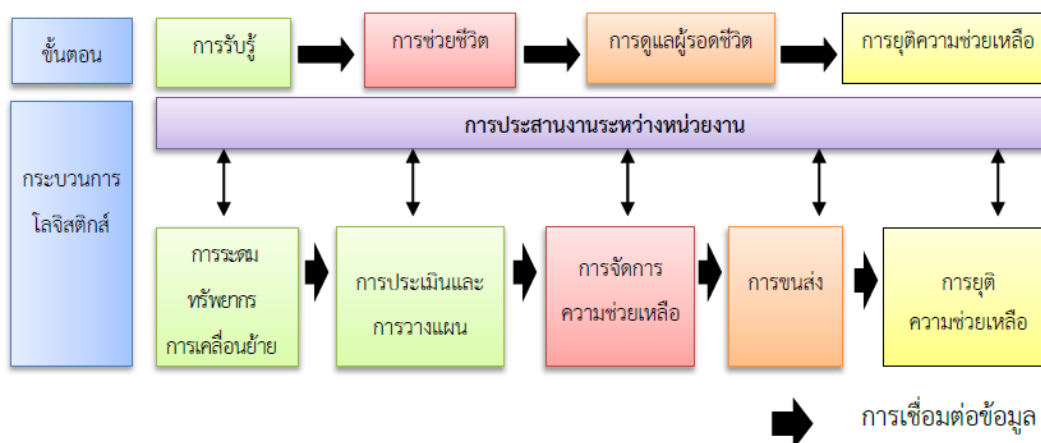 ขั้นตอน
การรับรู้
การช่วยชีวิต
การดูแลผู้รอดชีวิต
การยุติความช่วยเหลือ
กระบวนการ
โลจิสติกส์
การประสานงานระหว่างหน่วยงาน
การระดม
ทรัพยากร
การเคลื่อนย้าย
การประเมินและ
การวางแผน
การจัดการ
ความช่วยเหลือ
การขนส่ง
การยุติ
ความช่วยเหลือ
การเชื่อมต่อข้อมูล